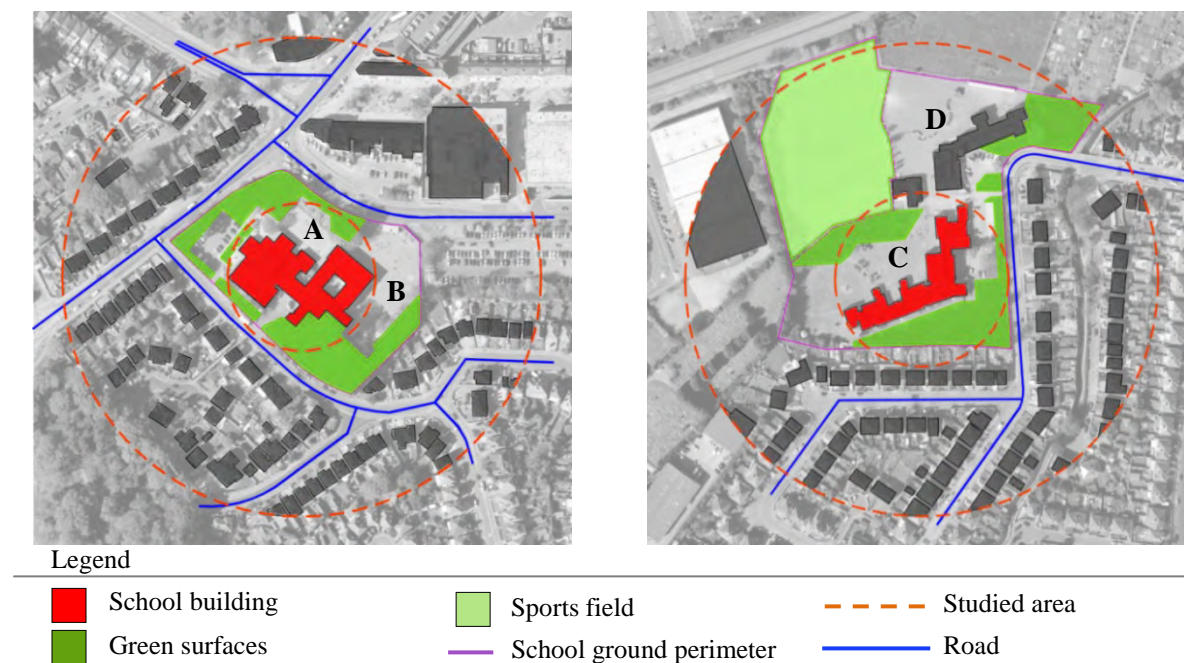 A
B
D
C
Legend
School building
Sports field
Studied area
Green surfaces
School ground perimeter
Road